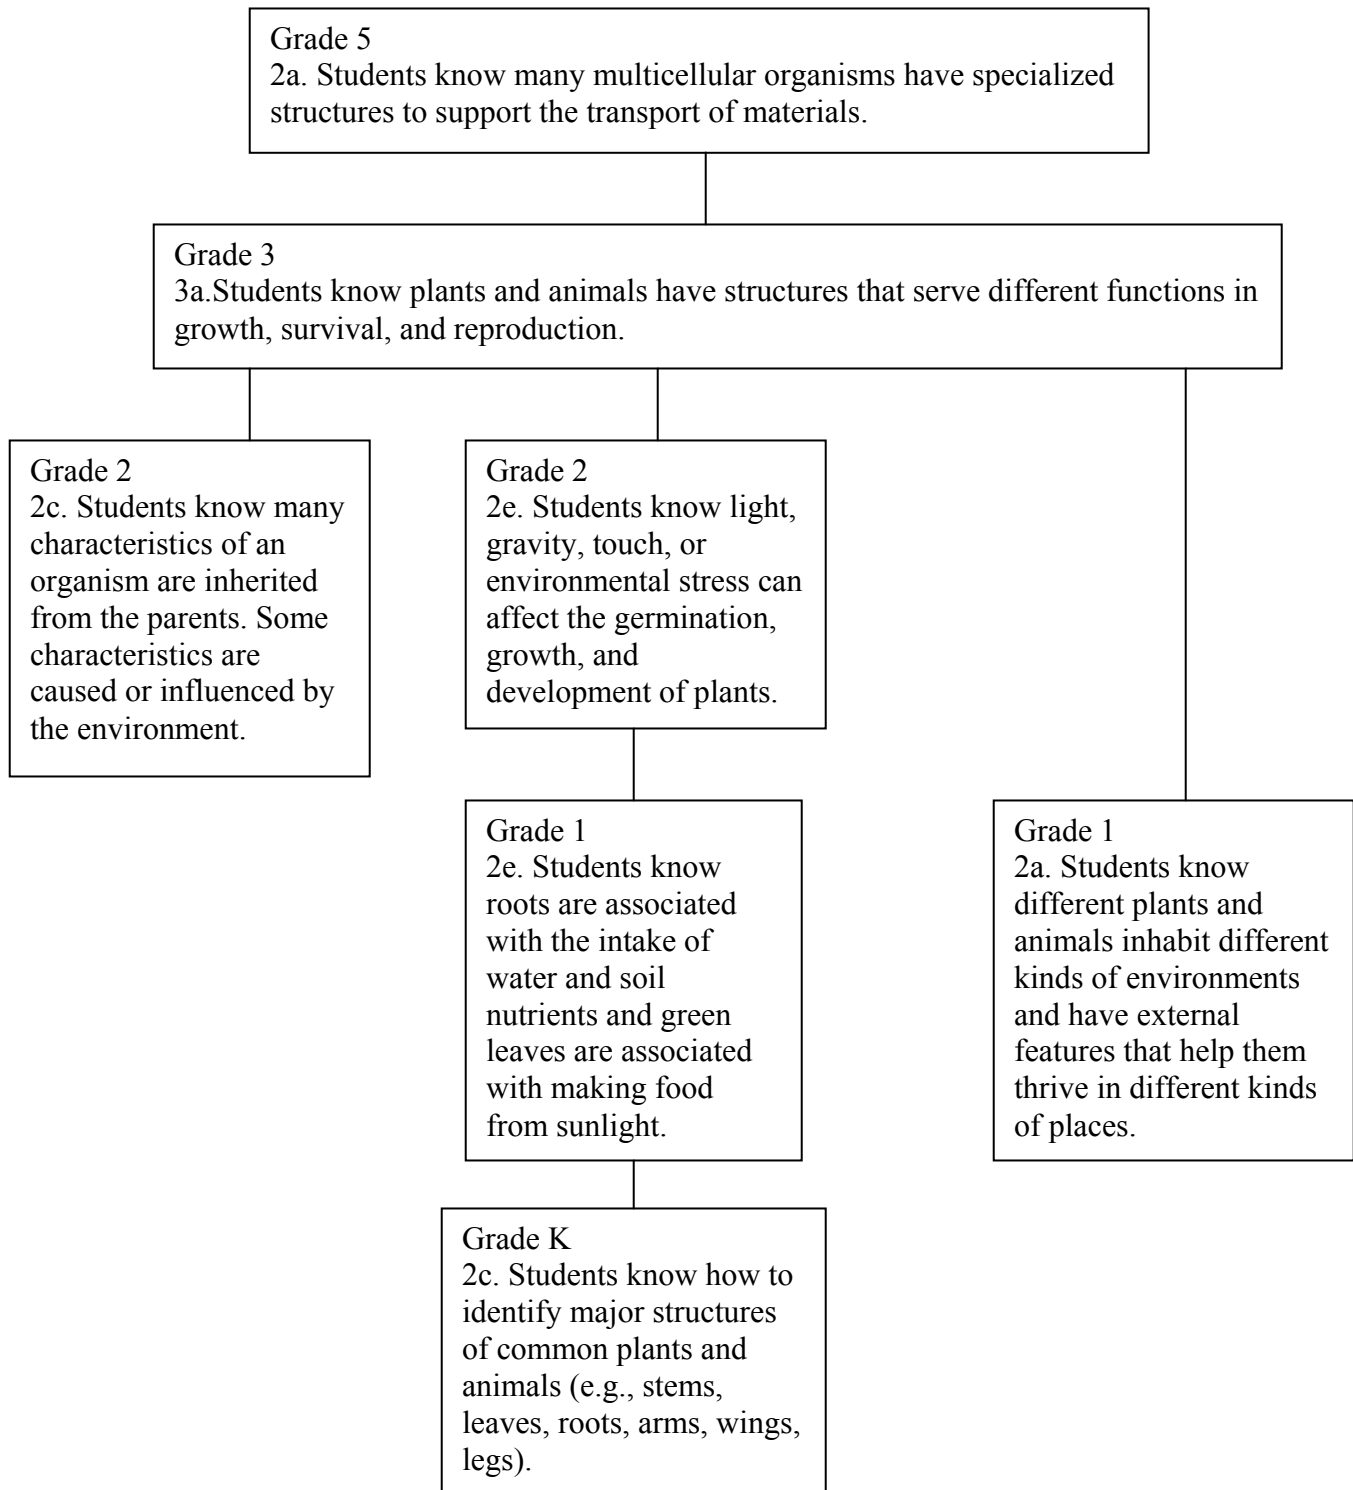 Grade 5
2a. Students know many multicellular organisms have specialized
structures to support the transport of materials.
Grade 3
3a.Students know plants and animals have structures that serve different functions in
growth, survival, and reproduction.
Grade 2
2c. Students know many
characteristics of an
organism are inherited
from the parents. Some
characteristics are
caused or influenced by
the environment.
Grade 2
2e. Students know light,
gravity, touch, or
environmental stress can
affect the germination,
growth, and
development of plants.
Grade 1
2e. Students know
roots are associated
with the intake of
water and soil
nutrients and green
leaves are associated
with making food
from sunlight.
Grade 1
2a. Students know
different plants and
animals inhabit different
kinds of environments
and have external
features that help them
thrive in different kinds
of places.
Grade K
2c. Students know how to
identify major structures
of common plants and
animals (e.g., stems,
leaves, roots, arms, wings,
legs).